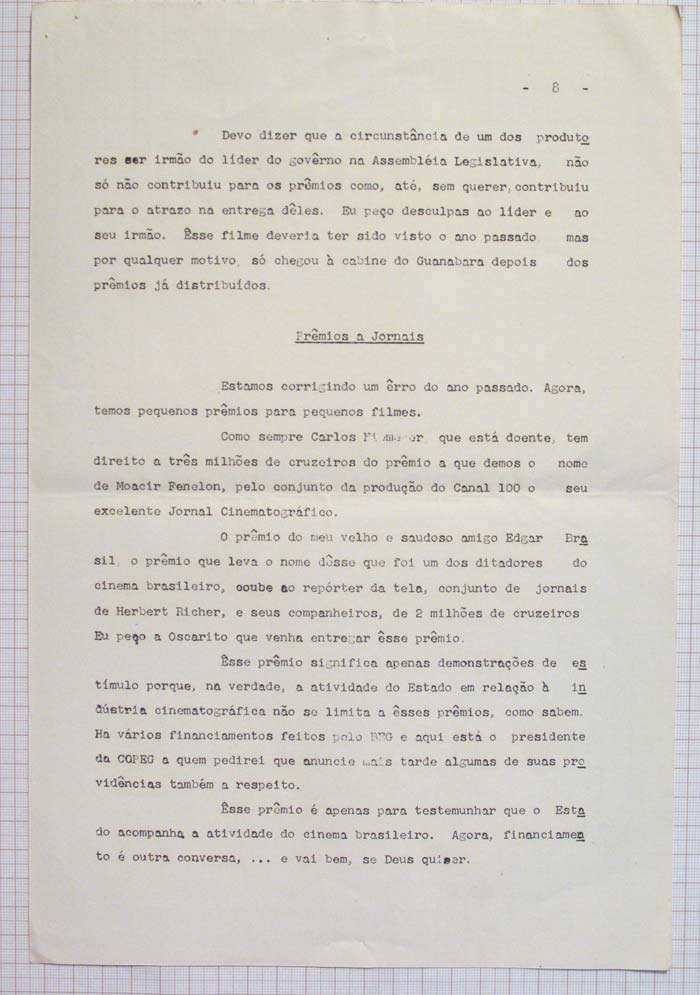 - 8 -
Devo dizer que a circunstância de um dos produto
res ser irmão do líder do govêrno na Assembléia Legislativa, não
só não contribuiu para os prêmios como, até, sem querer, contribuiu
para o atrazo na entrega dêles. Eu peço desculpas ao líder e ao
seu irmão. Êsse filme deveria ter sido visto o ano passado mas
por qualquer motivo, só chegou à cabine do Guanabara depois dos
prêmios já distribuídos.
Prêmios a Jornais
Estamos corrigindo um êrro do ano passado. Agora,
temos pequenos prêmios para pequenos filmes.
Como sempre Carlos que está doente, tem
direito a três milhões de cruzeiros do prêmio a que demos o nome
de Moacir Fenelon, pelo conjunto da produção do Canal 100 o seu
excelente Jornal Cinematográfico.
O prêmio do meu velho e saudoso amigo Edgar Bra
sil, o prêmio que leva o nome dêsse que foi um dos ditadores do
cinema brasileiro, coube ao repórter da tela, conjunto de jornais
de Herbert Richer, e seus companheiros, de 2 milhões de cruzeiros
Eu peço a Oscarito que venha entregar êsse prêmio.
Êsse prêmio significa apenas demonstrações de es
tímulo porque, na verdade, a atividade do Estado em relação à in
dústria cinematográfica não se limita a êsses prêmios, como sabem.
Ha vários financiamentos feitos pelo BEG e aqui está o presidente
da COPEG a quem pedirei que anuncie mais tarde algumas de suas pro
vidências também a respeito.
Êsse prêmio é apenas para testemunhar que o Esta
do acompanha a atividade do cinema brasileiro. Agora, financiamen
to é outra conversa, ... e vai bem, se Deus quiser.